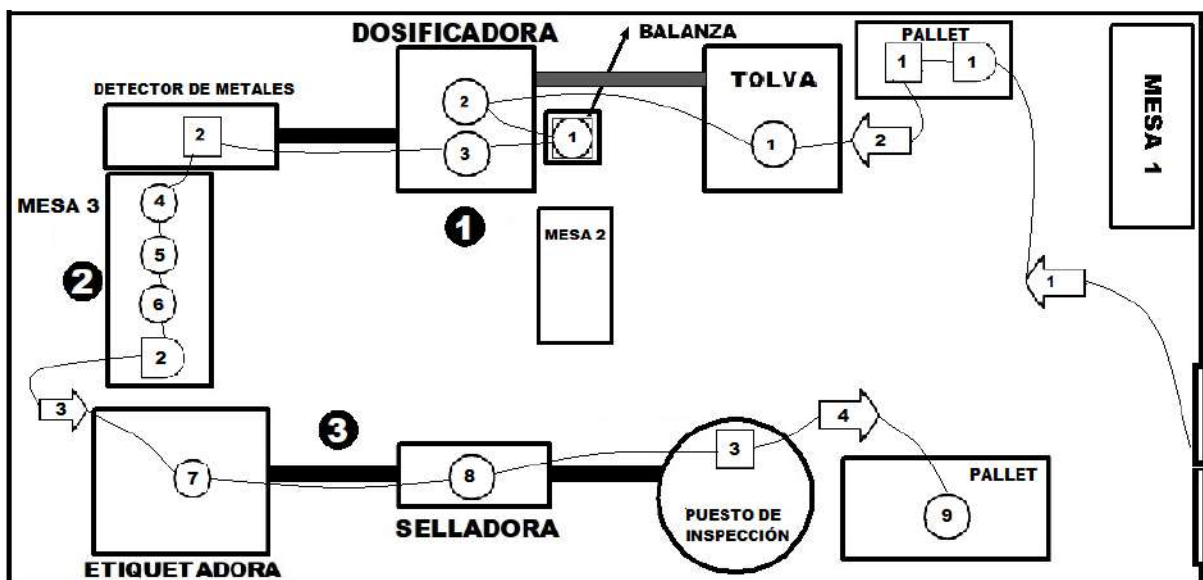 DOSIFICADORA
BALANZA
PALLET
1
1
TOLVA
MESA 1
DETECTOR DE METALES
2
2
3
1
1
2
MESA 3
4
1
MESA 2
5
2
6
1
2
3
3
4
3
7
8
PALLET
9
PUESTO DE
INSPECCIÓN
SELLADORA
ETIQUETADORA